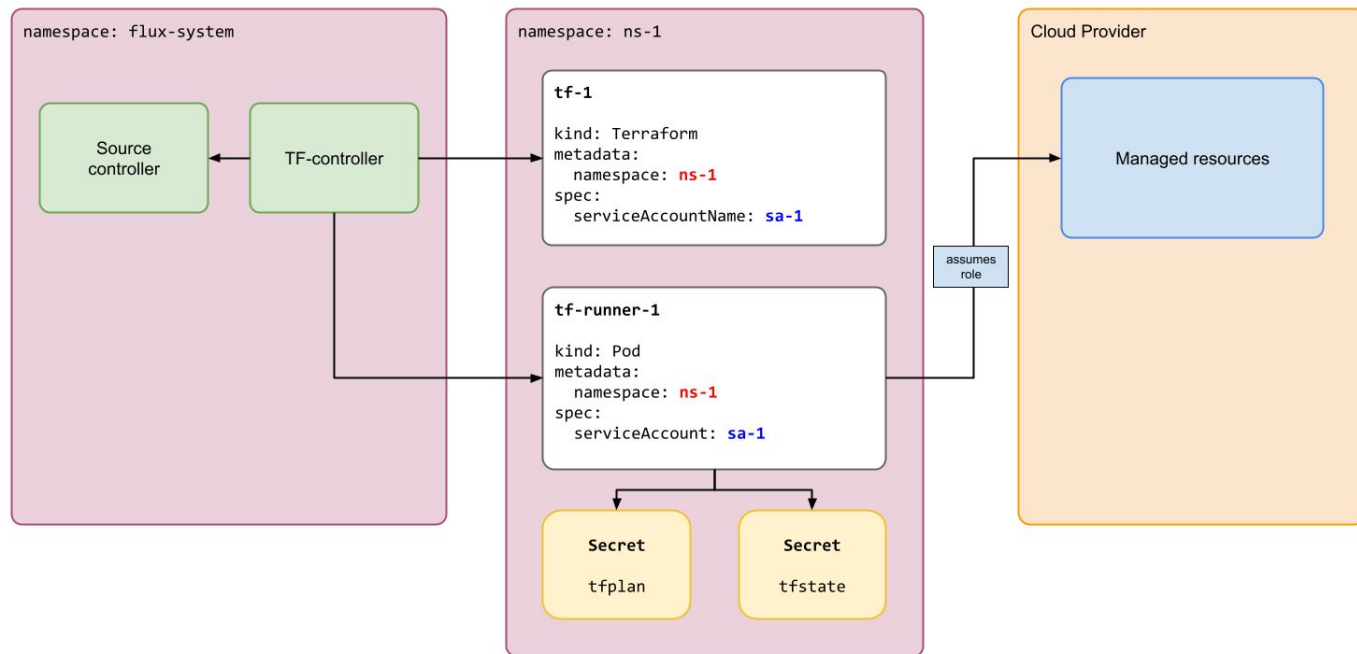 namespace: flux-system
Source
controller
TF-controller
namespace: ns-1
tf-1
kind: Terraform
metadata:
  namespace: ns-1
spec:
  serviceAccountName: sa-1
tf-runner-1
kind: Pod
metadata:
  namespace: ns-1
spec:
  serviceAccount: sa-1
Secret
tfplan
Secret
tfstate
assumes
role
Cloud Provider
Managed resources